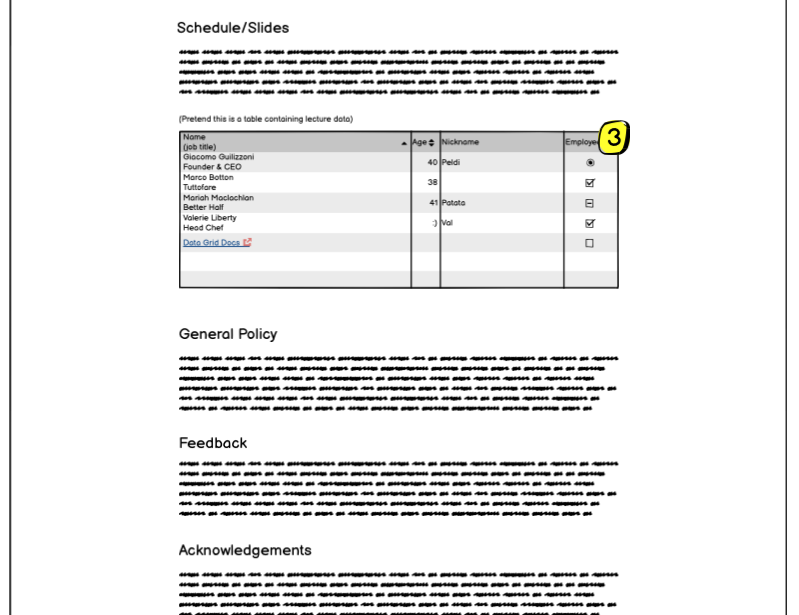 Schedule/Slides
(Pretend this is a table containing lecture data)
Name
(job title)
Age
Nickname
Employee
3
Giacomo Guilizzoni
Founder & CEO
40
Peldi
Marco Botton
Tuttofare
38
Mariah Maclachlan
Better Half
41
Patata
Valerie Liberty
Head Chef
:)
Val
Data Grid Docs
General Policy
Feedback
Acknowledgements